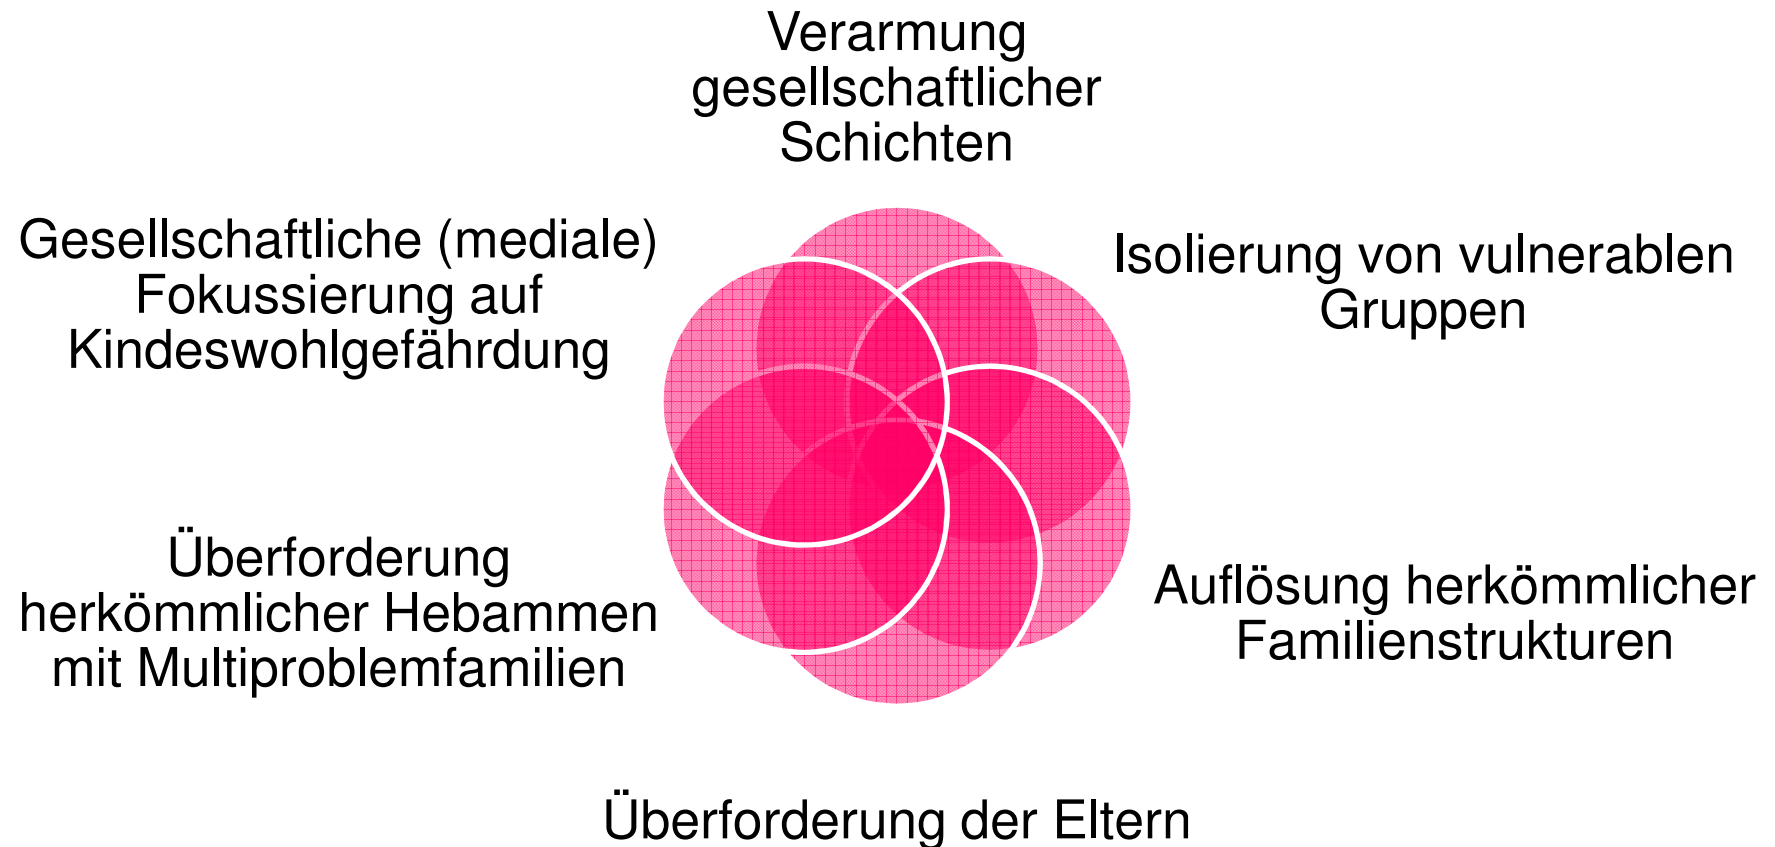 Verarmung
gesellschaftlicher
Schichten
Gesellschaftliche (mediale)
Fokussierung auf
Kindeswohlgefährdung
Isolierung von vulnerablen
Gruppen
Überforderung
herkömmlicher Hebammen
mit Multiproblemfamilien
Auflösung herkömmlicher
Familienstrukturen
Überforderung der Eltern